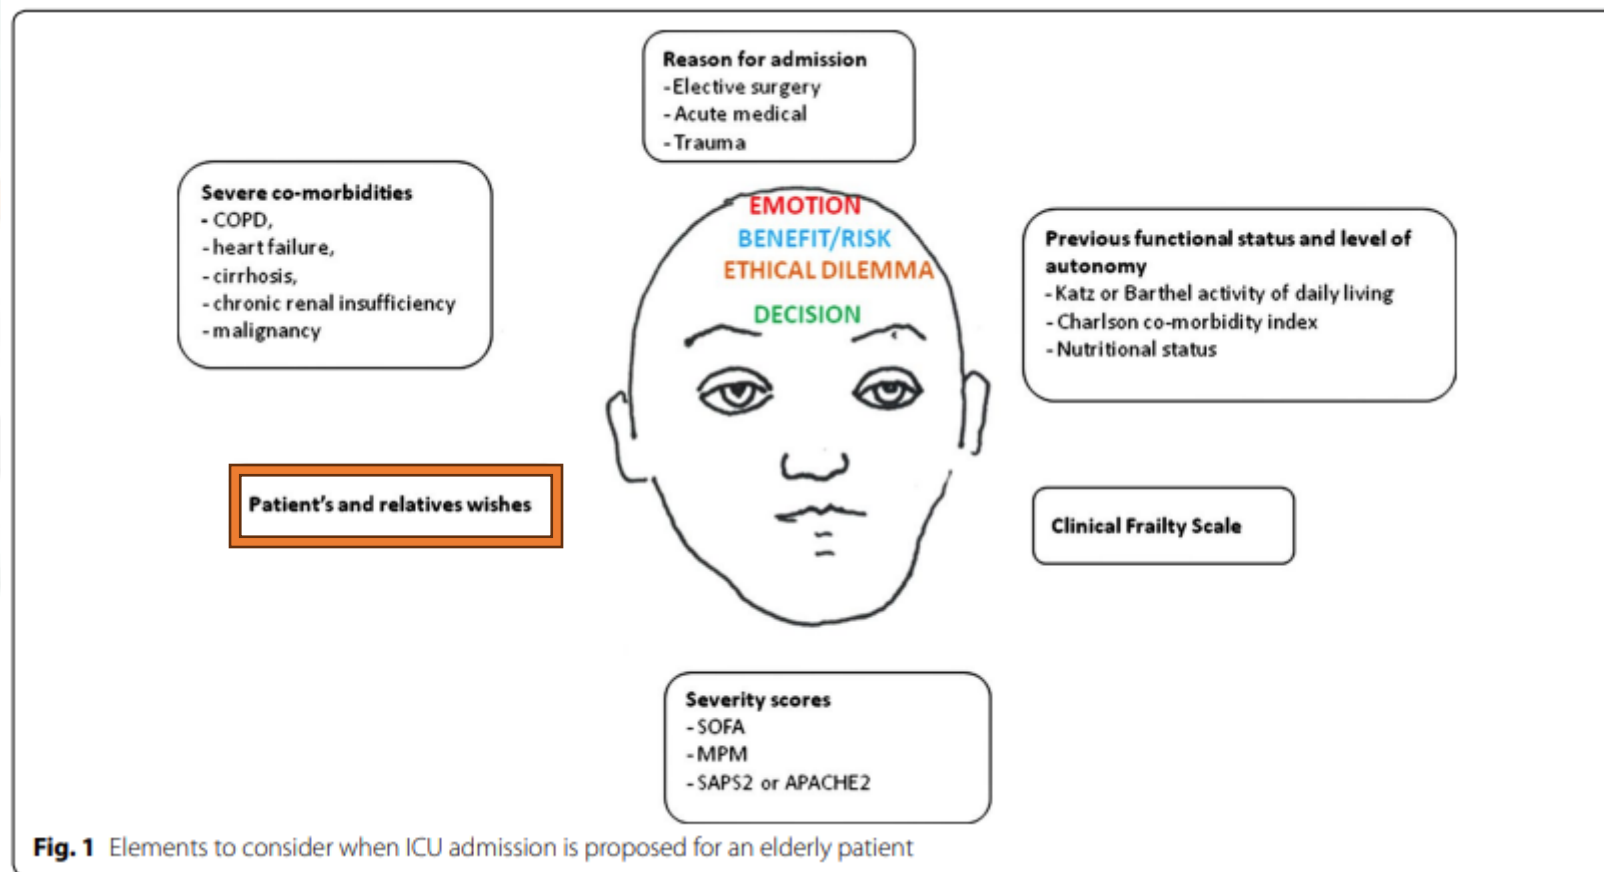 Reason for admission
-Elective surgery
-Acute medical
-Trauma
Severe co-morbidities
- COPD,
-heart failure,
-cirrhosis,
-chronic renal insufficiency
-malignancy
EMOTION
BENEFIT/RISK
ETHICAL DILEMMA
DECISION
Previous functional status and level of
autonomy
-Katz or Barthel activity of daily living
-Charlson co-morbidity index
-Nutritional status
Patient's and relatives wishes
Clinical Frailty Scale
Severity scores
-SOFA
-MPM
-SAPS2 or APACHE2
Fig. 1 Elements to consider when ICU admission is proposed for an elderly patient